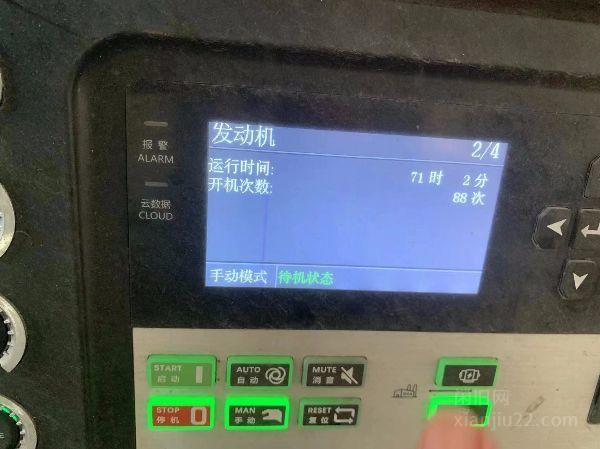 发动机 2/4
报警
ALARM
运行时间: 71 时 2 分
开机次数: 88 次
云数据
CLOUD
手动模式 待机状态
START
启动
AUTO
自动
MUTE
消音
STOP
停机
0
MAN
手动
RESET
复位
闲旧网
xianjiu22.com